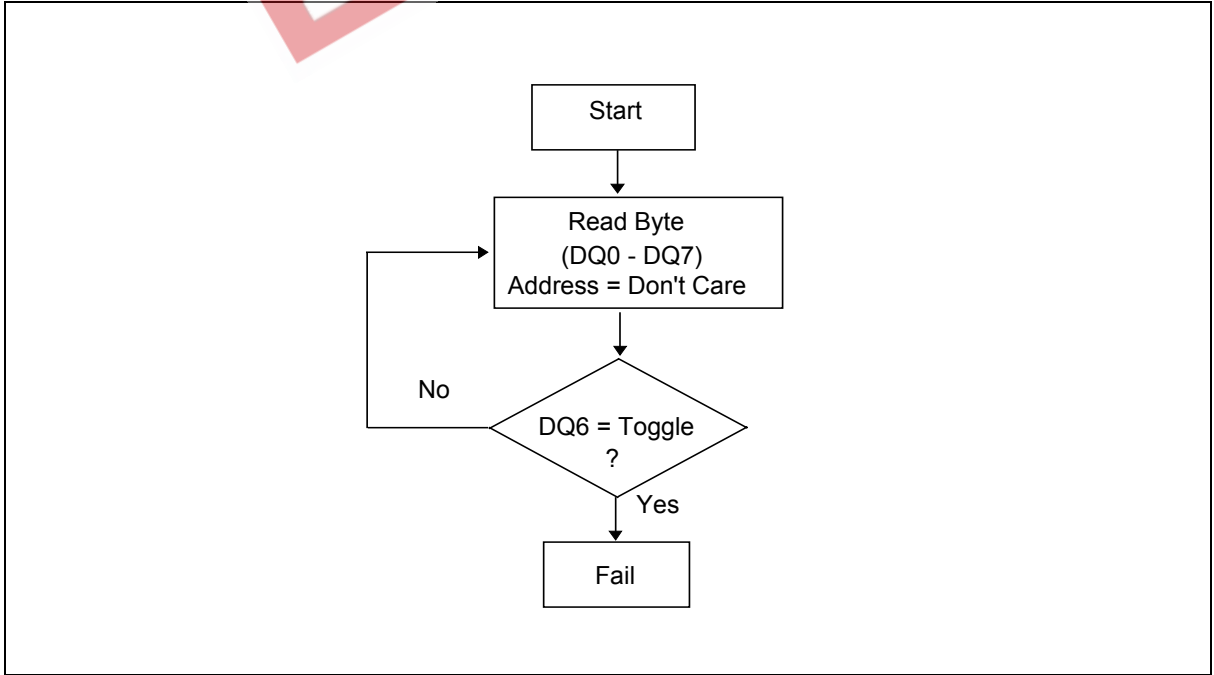 Start
Read Byte
(DQ0 - DQ7)
Address = Don't Care
No
DQ6 = Toggle
?
Yes
Fail